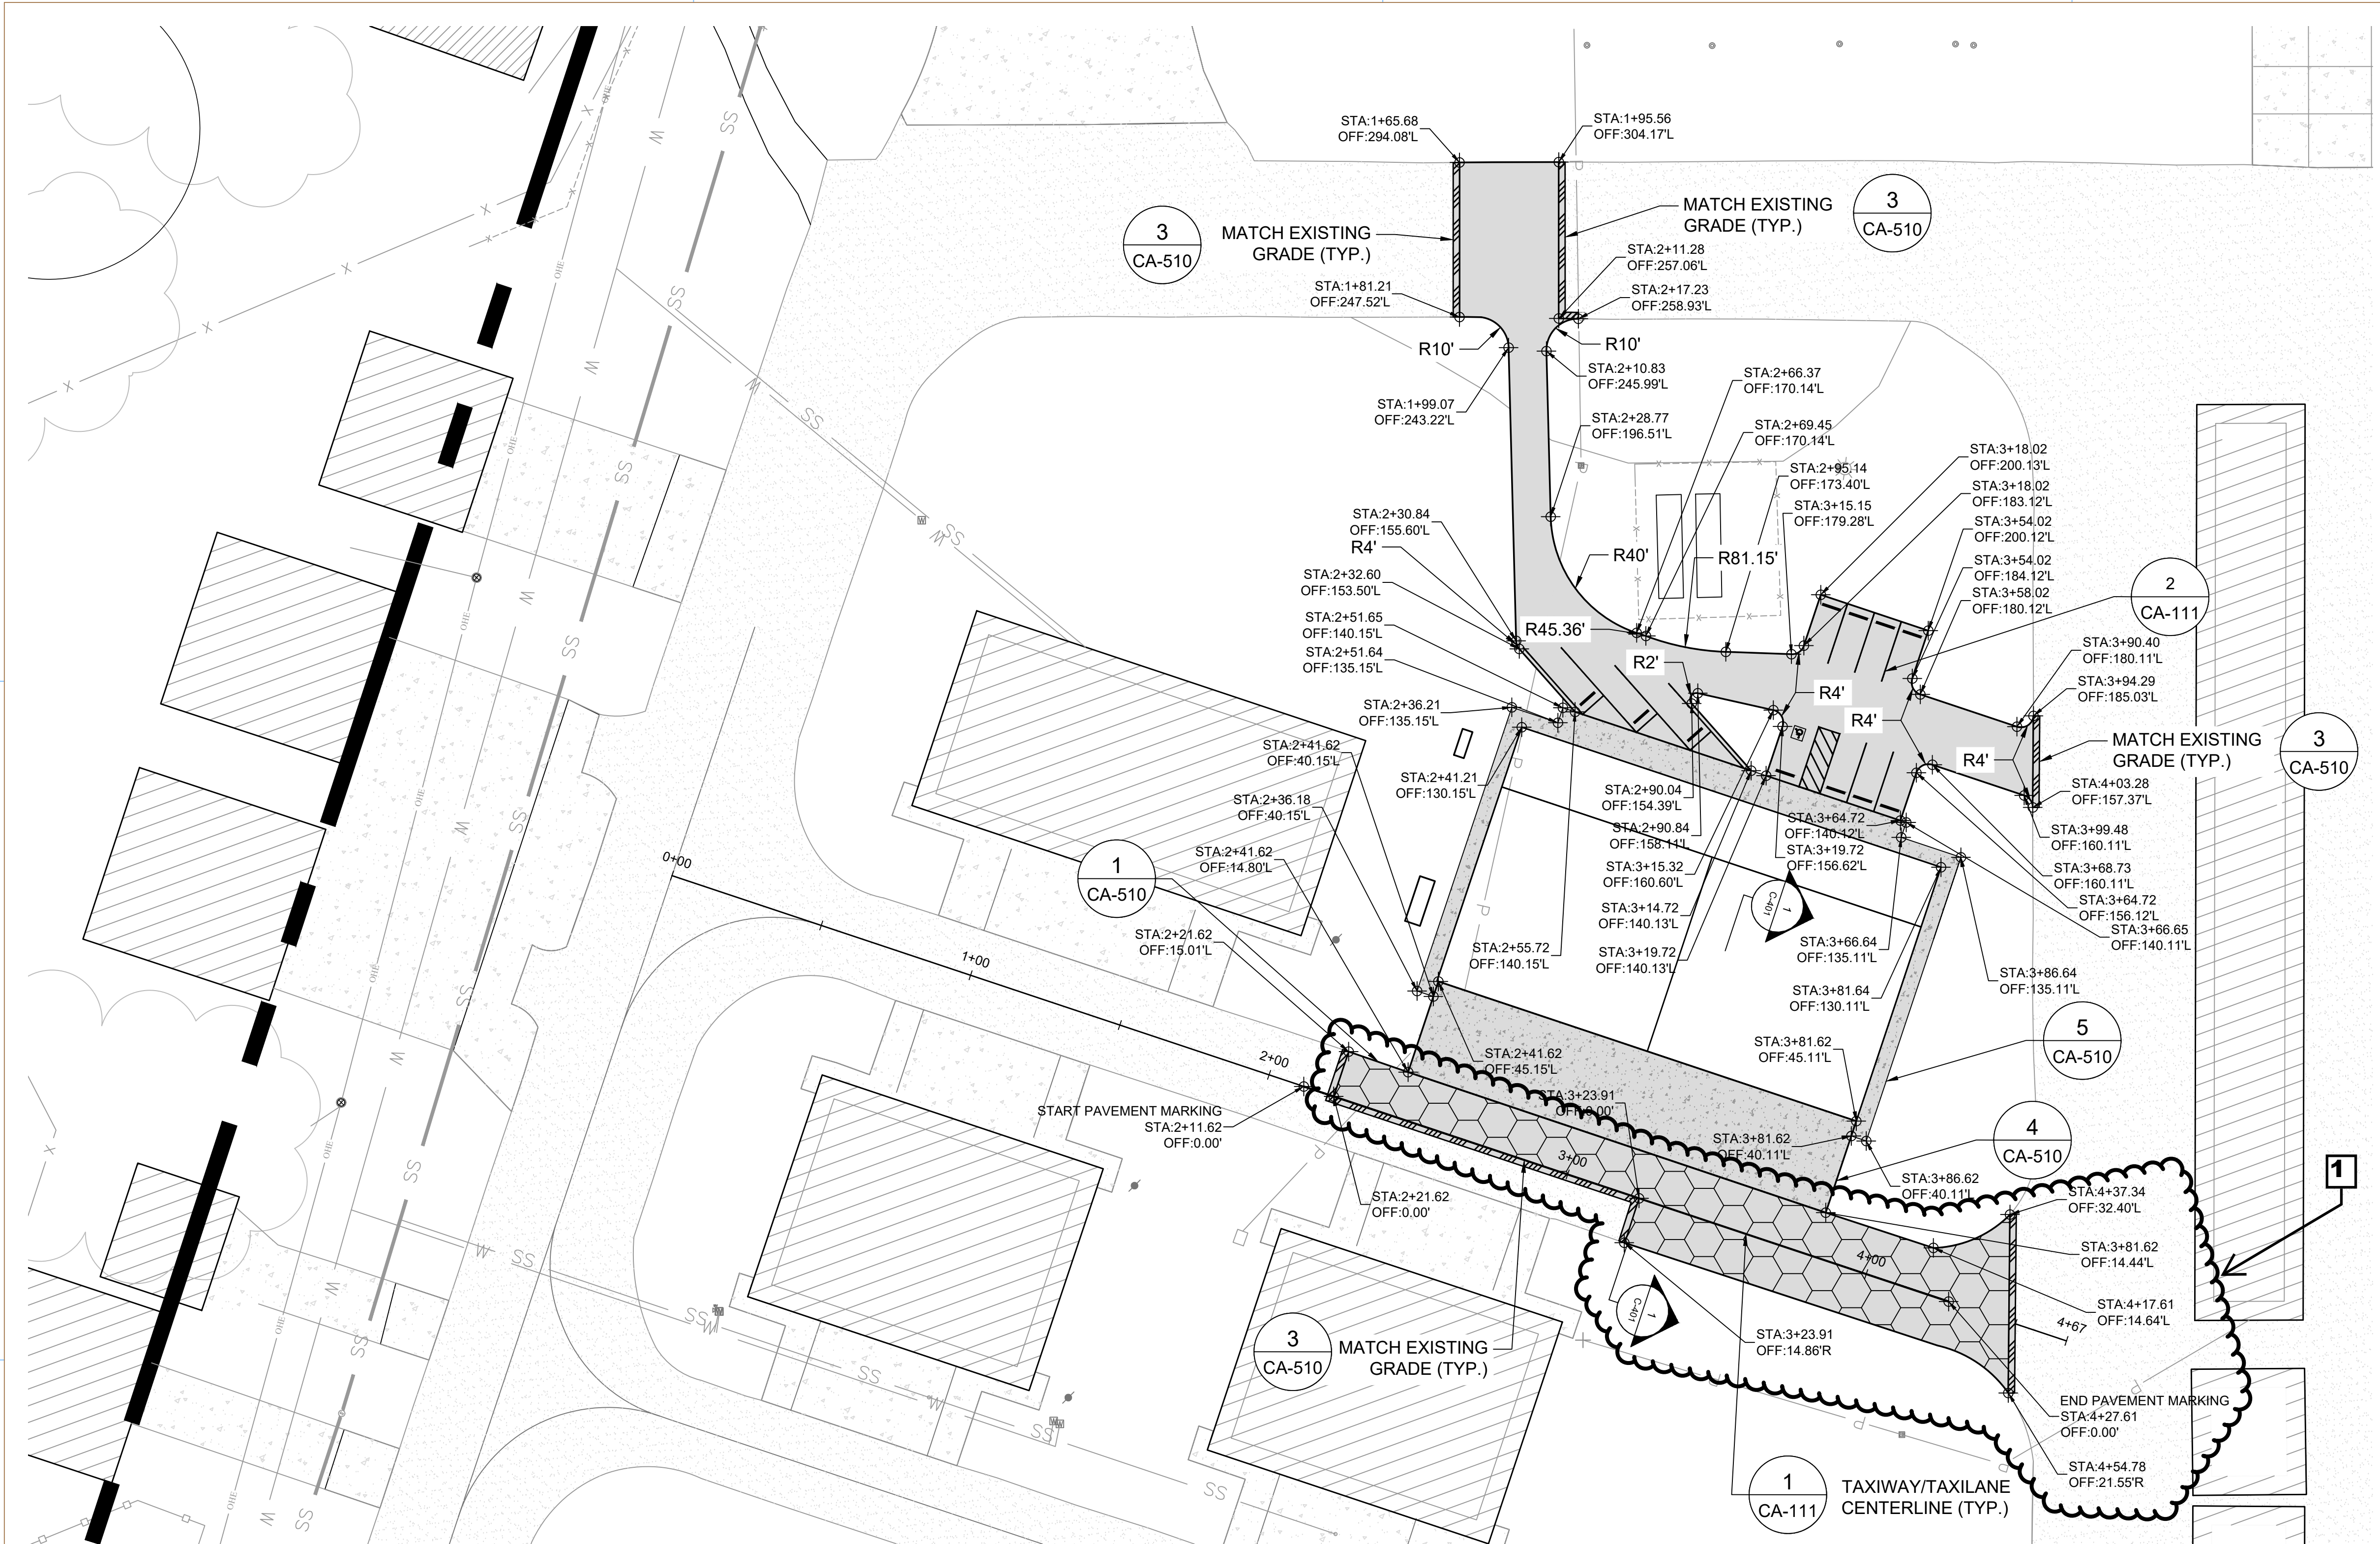 STA:1+65.68
OFF:294.08'L
STA:1+95.56
OFF:304.17'L
3
CA-510
MATCH EXISTING
GRADE (TYP.)
MATCH EXISTING
GRADE (TYP.)
3
CA-510
STA:2+11.28
OFF:257.06'L
STA:1+81.21
OFF:247.52'L
STA:2+17.23
OFF:258.93'L
R10'
R10'
STA:2+10.83
OFF:245.99'L
STA:2+66.37
OFF:170.14'L
STA:1+99.07
OFF:243.22'L
STA:2+28.77
OFF:196.51'L
STA:2+69.45
OFF:170.14'L
STA:3+18.02
OFF:200.13'L
STA:2+95.14
OFF:173.40'L
STA:3+18.02
OFF:183.12'L
STA:3+15.15
OFF:179.28'L
STA:2+30.84
OFF:155.60'L
R4'
STA:3+54.02
OFF:200.12'L
R40'
R81.15'
STA:3+54.02
OFF:184.12'L
STA:3+58.02
OFF:180.12'L
2
CA-111
STA:2+32.60
OFF:153.50'L
STA:2+51.65
OFF:140.15'L
R45.36'
STA:2+51.64
OFF:135.15'L
R2'
STA:3+90.40
OFF:180.11'L
STA:3+94.29
OFF:185.03'L
R4'
R4'
STA:2+36.21
OFF:135.15'L
STA:2+41.62
OFF:40.15'L
MATCH EXISTING
GRADE (TYP.)
3
CA-510
R4'
STA:2+41.21
OFF:130.15'L
STA:2+90.04
OFF:154.39'L
STA:4+03.28
OFF:157.37'L
STA:2+36.18
OFF:40.15'L
STA:2+90.84
OFF:158.11'L
STA:3+64.72
OFF:140.12'L
STA:3+99.48
OFF:160.11'L
STA:2+41.62
OFF:14.80'L
1
CA-510
STA:3+19.72
OFF:156.62'L
STA:3+15.32
OFF:160.60'L
STA:3+68.73
OFF:160.11'L
STA:3+64.72
OFF:156.12'L
STA:3+14.72
OFF:140.13'L
1
C-401
STA:3+66.65
OFF:140.11'L
STA:2+21.62
OFF:15.01'L
STA:2+55.72
OFF:140.15'L
STA:3+19.72
OFF:140.13'L
STA:3+66.64
OFF:135.11'L
STA:3+86.64
OFF:135.11'L
STA:3+81.64
OFF:130.11'L
0+00
1+00
2+00
5
CA-510
STA:3+81.62
OFF:45.11'L
STA:2+41.62
OFF:45.15'L
START PAVEMENT MARKING
STA:2+11.62
OFF:0.00'
STA:3+23.91
OFF:0.00'
STA:3+81.62
OFF:40.11'L
4
CA-510
3+00
STA:3+86.62
OFF:40.11'L
1
STA:2+21.62
OFF:0.00'
STA:4+37.34
OFF:32.40'L
4+00
STA:3+81.62
OFF:14.44'L
1
C-401
STA:4+17.61
OFF:14.64'L
4+67
STA:3+23.91
OFF:14.86'R
3
CA-510
MATCH EXISTING
GRADE (TYP.)
END PAVEMENT MARKING
STA:4+27.61
OFF:0.00'
STA:4+54.78
OFF:21.55'R
1
CA-111
TAXIWAY/TAXILANE
CENTERLINE (TYP.)